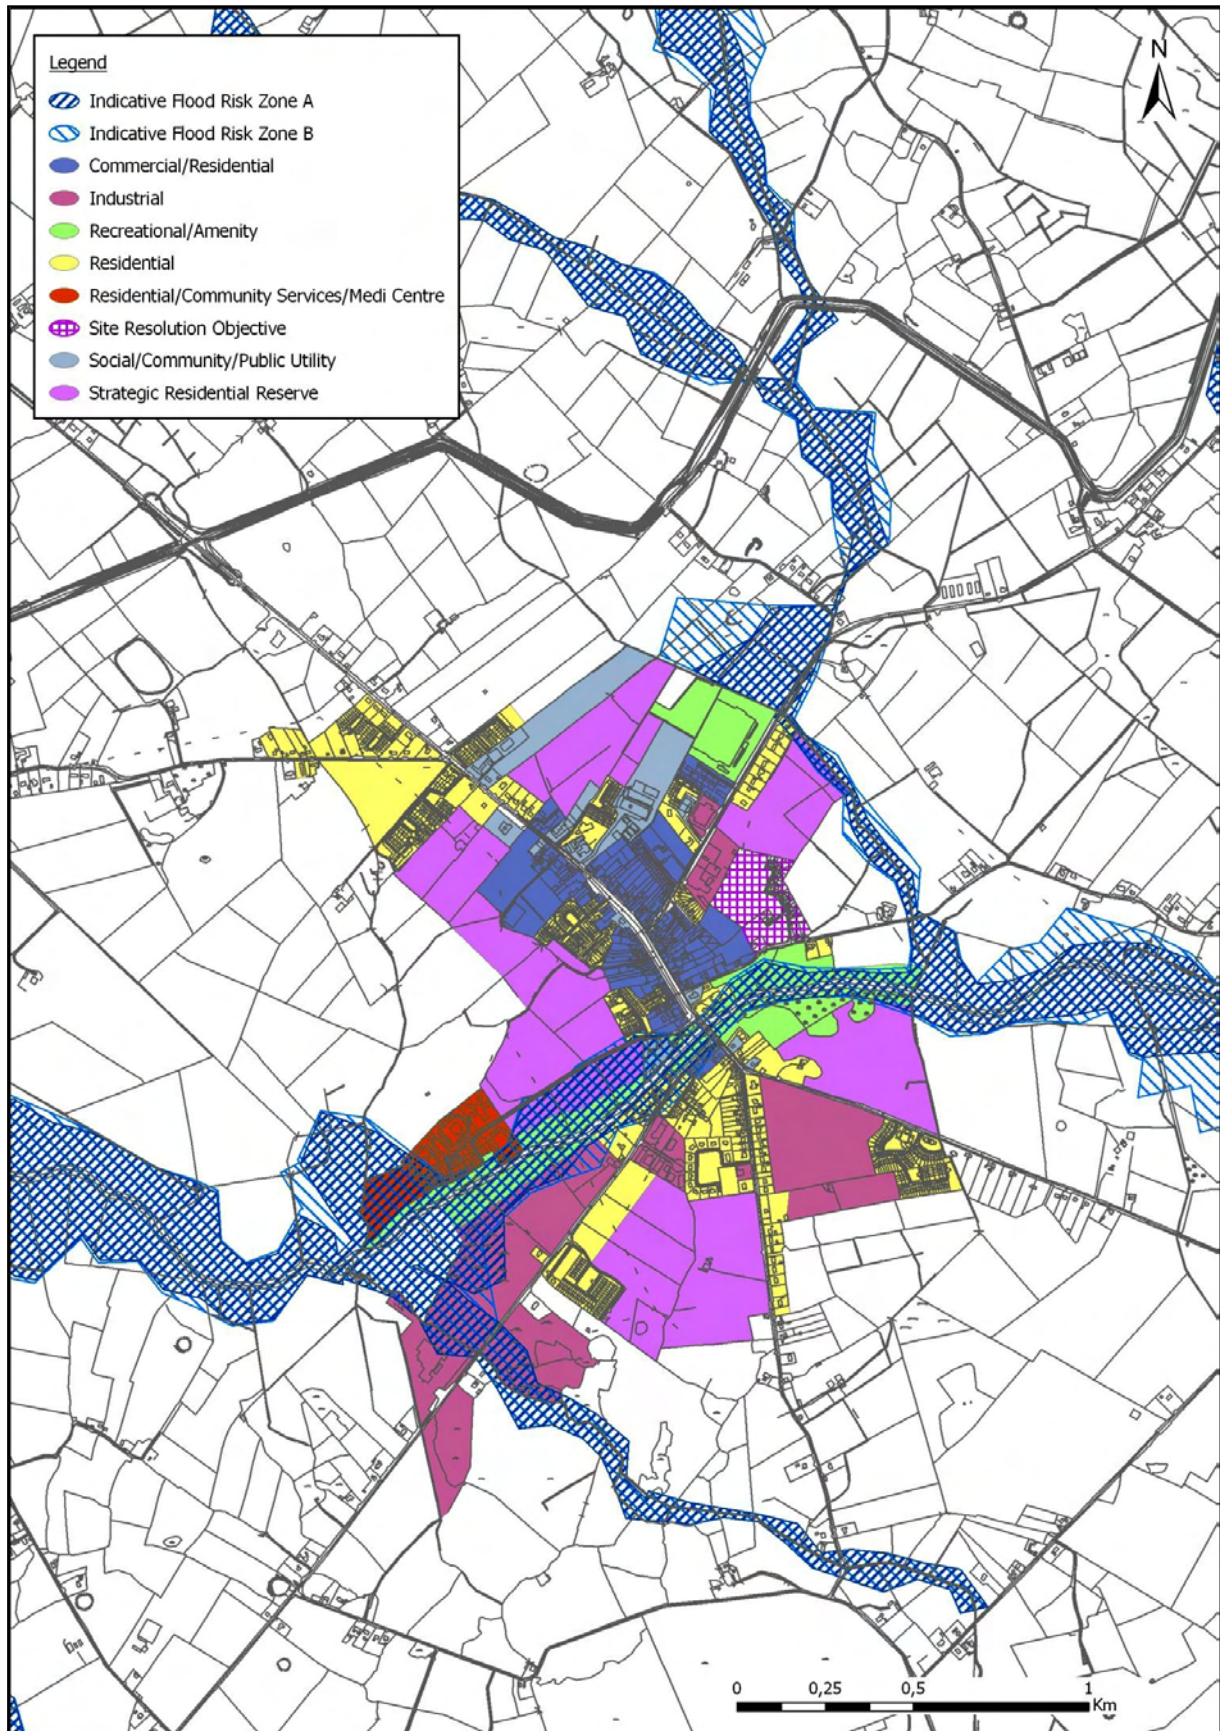 Legend
Indicative Flood Risk Zone A
Indicative Flood Risk Zone B
Commercial/Residential
Industrial
Recreational/Amenity
Residential
Residential/Community Services/Medi Centre
Site Resolution Objective
Social/Community/Public Utility
Strategic Residential Reserve
N
0 0,25 0,5 1
Km